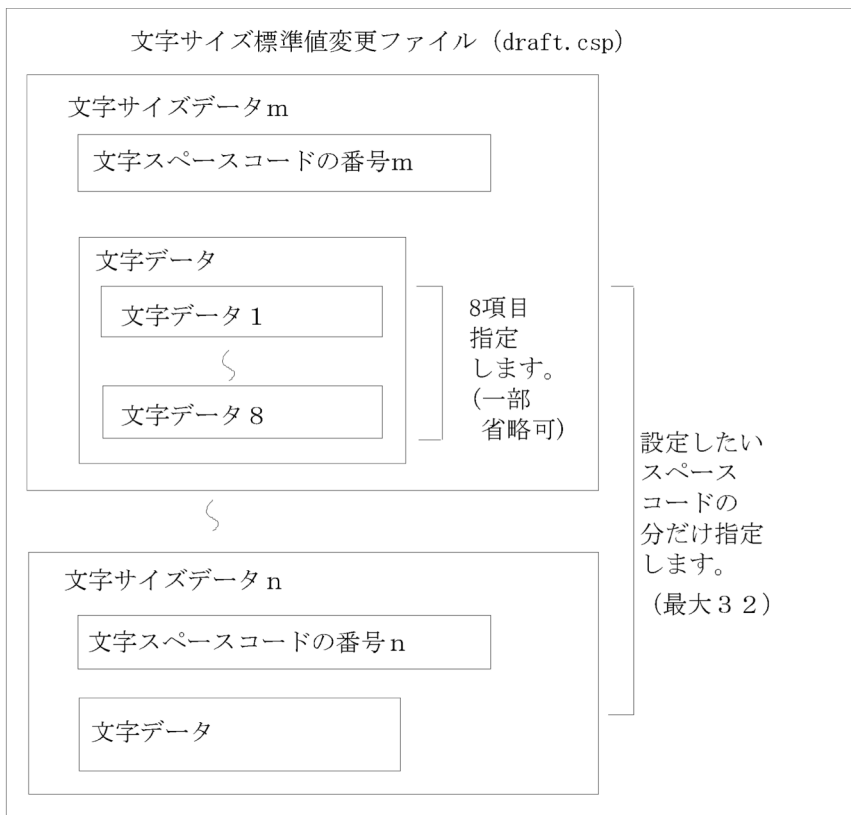 文字サイズ標準値変更ファイル（draft.csp）
文字サイズデータｍ
文字スペースコードの番号ｍ
文字データ
文字データ１
文字データ８
8項目
指定
します。
(一部
省略可)
文字サイズデータｎ
文字スペースコードの番号ｎ
文字データ
設定したい
スペース
コードの
分だけ指定
します。
（最大３２）